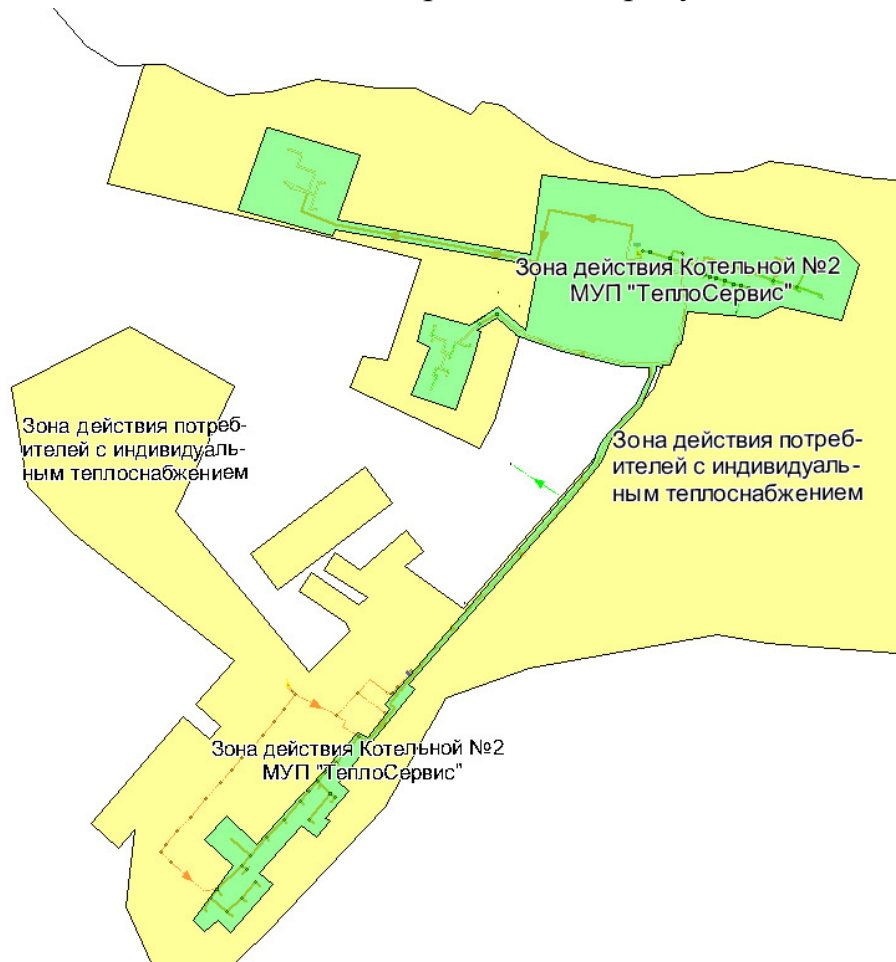 Зона действия Котельной №2
МУП "ТеплоСервис"
Зона действия потреб-
ителей с индивидуаль-
ным теплоснабжением
Зона действия потреб-
ителей с индивидуаль-
ным теплоснабжением
Зона действия Котельной №2
МУП "ТеплоСервис"